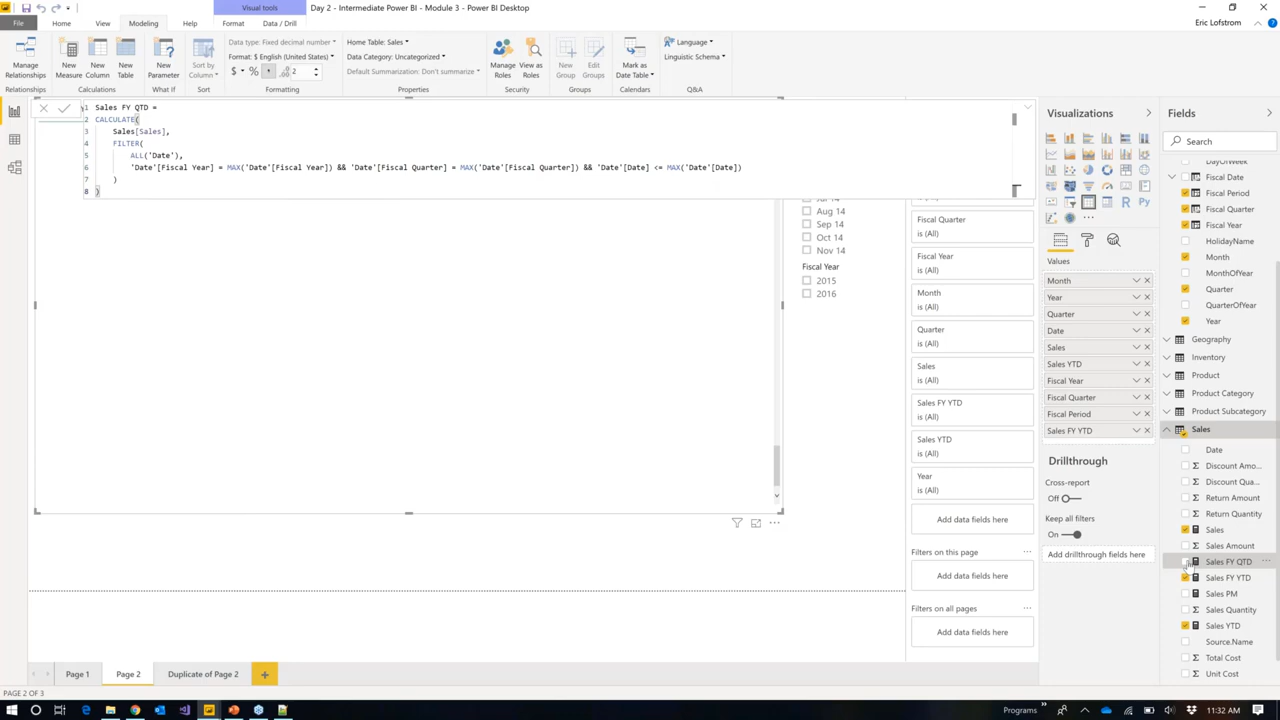 Visual tools
Day 2 - Intermediate Power BI - Module 3 - Power BI Desktop
Eric Lofstrom
File
Home
View
Modeling
Help
Format
Data / Drill
Manage
Relationships
Relationships
New
Measure
New
Column
New
Table
Calculations
New
Parameter
What If
Sort by
Column
Sort
Data type: Fixed decimal number
Format: $ English (United States)
$ % , .00 2
Formatting
Home Table: Sales
Data Category: Uncategorized
Default Summarization: Don't summarize
Properties
Manage
Roles
View as
Roles
Security
New
Group
Edit
Groups
Groups
Mark as
Date Table
Calendars
Language
Linguistic Schema
Q&A
1 Sales FY QTD =
2 CALCULATE(
3 Sales[Sales],
4 FILTER(
5 ALL('Date'),
6 'Date'[Fiscal Year] = MAX('Date'[Fiscal Year]) && 'Date'[Fiscal Quarter] = MAX('Date'[Fiscal Quarter]) && 'Date'[Date] <= MAX('Date'[Date])
7 )
8 )
Aug 14
Sep 14
Oct 14
Nov 14
Fiscal Year
2015
2016
Fiscal Quarter
is (All)
Fiscal Year
is (All)
Month
is (All)
Quarter
is (All)
Sales
is (All)
Sales FY YTD
is (All)
Sales YTD
is (All)
Year
is (All)
Add data fields here
Filters on this page
Add data fields here
Filters on all pages
Add data fields here
Visualizations
R Py
Values
Month
Year
Quarter
Date
Sales
Sales YTD
Fiscal Year
Fiscal Quarter
Fiscal Period
Sales FY YTD
Drillthrough
Cross-report
Off
Keep all filters
On
Add drillthrough fields here
Fields
Search
DayOfWeek
Fiscal Date
Fiscal Period
Fiscal Quarter
Fiscal Year
HolidayName
Month
MonthOfYear
Quarter
QuarterOfYear
Year
Geography
Inventory
Product
Product Category
Product Subcategory
Sales
Date
Discount Amo...
Discount Qua...
Return Amount
Return Quantity
Sales
Sales Amount
Sales FY QTD
Sales FY YTD
Sales PM
Sales Quantity
Sales YTD
Source.Name
Total Cost
Unit Cost
Page 1
Page 2
Duplicate of Page 2
PAGE 2 OF 3
Programs
11:32 AM